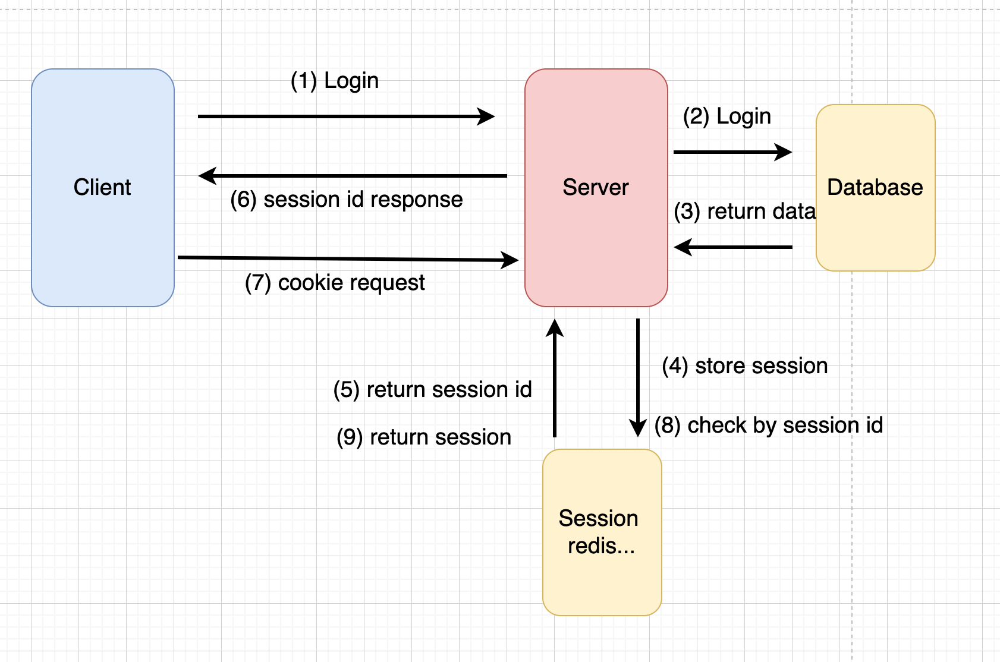 (1) Login
(2) Login
Client
(6) session id response
Server
Database
(3) return data
(7) cookie request
(4) store session
(5) return session id
(8) check by session id
(9) return session
Session
redis...